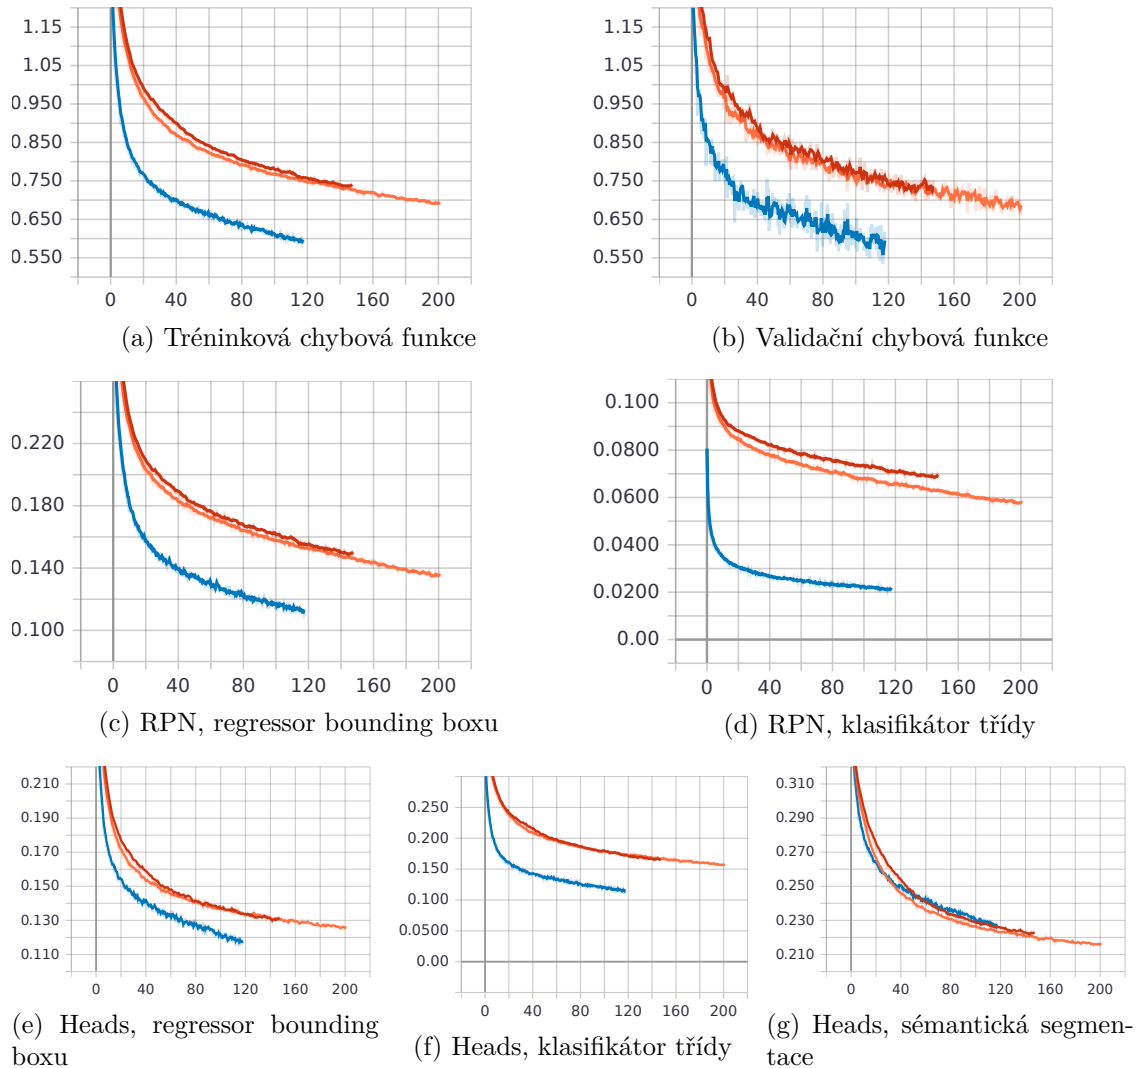 1.15
1.05
0.950
0.850
0.750
0.650
0.550
0 40 80 120 160 200
(a) Tréninková chybová funkce
1.15
1.05
0.950
0.850
0.750
0.650
0.550
0 40 80 120 160 200
(b) Validační chybová funkce
0.220
0.180
0.140
0.100
0 40 80 120 160 200
(c) RPN, regressor bounding boxu
0.100
0.0800
0.0600
0.0400
0.0200
0.00
0 40 80 120 160 200
(d) RPN, klasifikátor třídy
0.210
0.190
0.170
0.150
0.130
0.110
0 40 80 120 160 200
(e) Heads, regressor bounding
boxu
0.250
0.200
0.150
0.100
0.0500
0.00
0 40 80 120 160 200
(f) Heads, klasifikátor třídy
0.310
0.290
0.270
0.250
0.230
0.210
0 40 80 120 160 200
(g) Heads, sémantická segmen-
tace